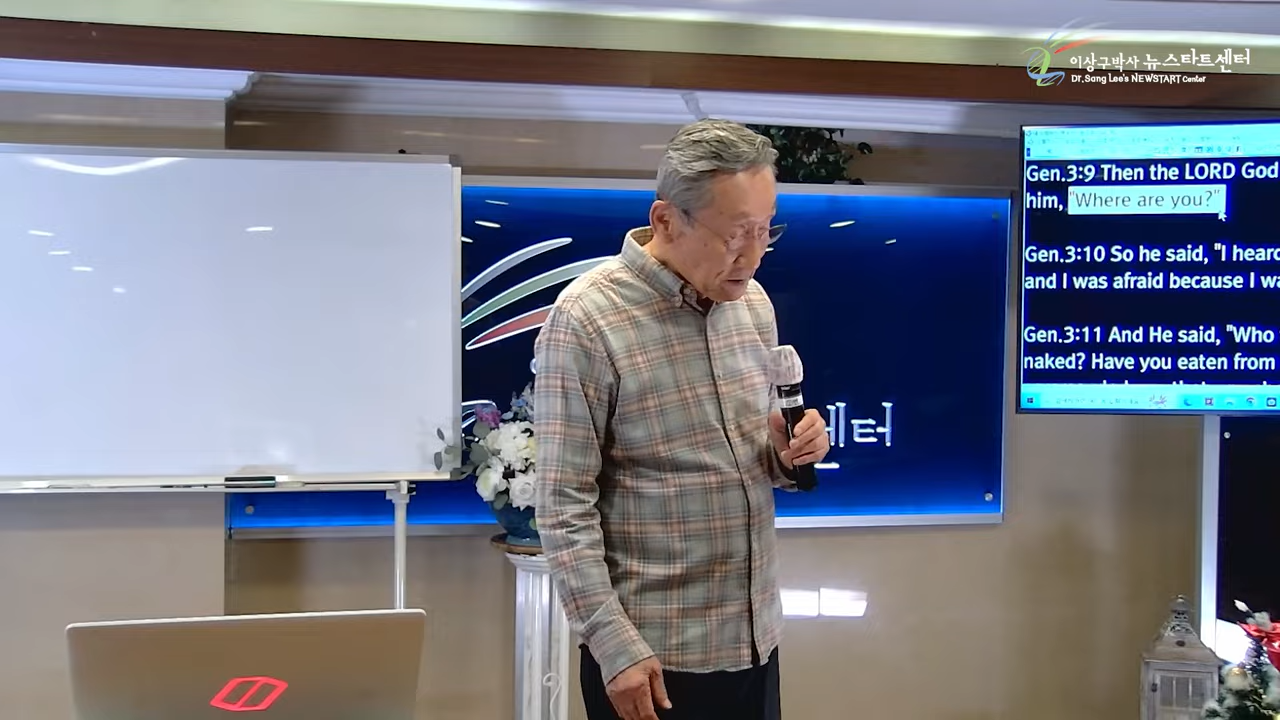 이상구박사 뉴스타트센터
Dr. Sang Lee's NEWSTART Center
Gen.3:9 Then the LORD God
him, "Where are you?"
Gen.3:10 So he said, "I heard
and I was afraid because I wa
Gen.3:11 And He said, "Who
naked? Have you eaten from
센터